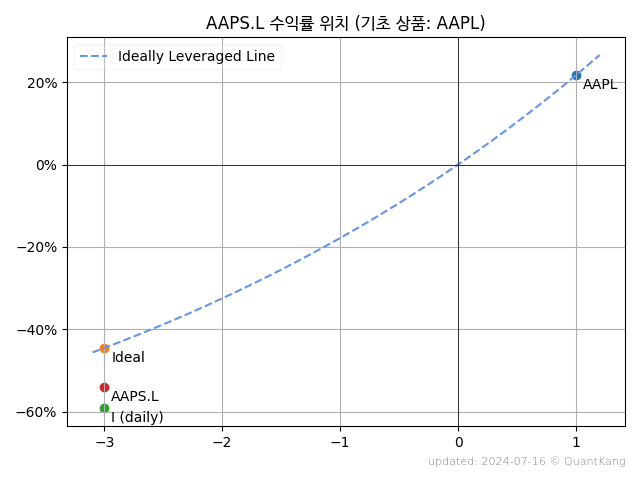 AAPS.L 수익률 위치 (기초 상품: AAPL)
Ideally Leveraged Line
20%
0%
−20%
−40%
−60%
AAPL
Ideal
AAPS.L
I (daily)
−3
−2
−1
0
1
updated: 2024-07-16 © QuantKang